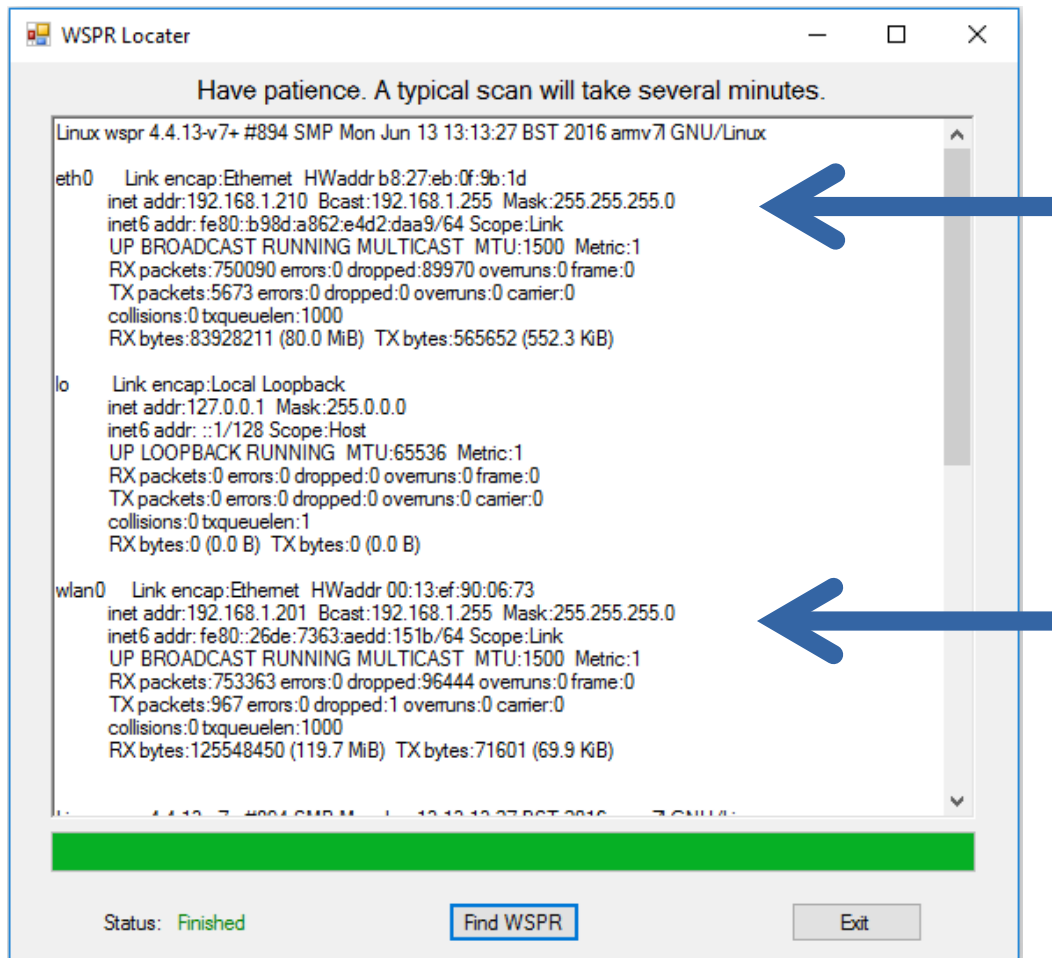 WSPR Locater
Have patience. A typical scan will take several minutes.
Linux wspr 4.4.13-v7+ #894 SMP Mon Jun 13 13:13:27 BST 2016 armv7l GNU/Linux
eth0 Link encap:Ethernet HWaddr b8:27:eb:0f:9b:1d
inet addr:192.168.1.210 Bcast:192.168.1.255 Mask:255.255.255.0
inet6 addr: fe80::b98d:a862:e4d2:daa9/64 Scope:Link
UP BROADCAST RUNNING MULTICAST MTU:1500 Metric:1
RX packets:750090 errors:0 dropped:89970 overruns:0 frame:0
TX packets:5673 errors:0 dropped:0 overruns:0 carrier:0
collisions:0 txqueuelen:1000
RX bytes:83928211 (80.0 MiB) TX bytes:565652 (552.3 KiB)
lo Link encap:Local Loopback
inet addr:127.0.0.1 Mask:255.0.0.0
inet6 addr: ::1/128 Scope:Host
UP LOOPBACK RUNNING MTU:65536 Metric:1
RX packets:0 errors:0 dropped:0 overruns:0 frame:0
TX packets:0 errors:0 dropped:0 overruns:0 carrier:0
collisions:0 txqueuelen:1
RX bytes:0 (0.0 B) TX bytes:0 (0.0 B)
wlan0 Link encap:Ethernet HWaddr 00:13:ef:90:06:73
inet addr:192.168.1.201 Bcast:192.168.1.255 Mask:255.255.255.0
inet6 addr: fe80::26de:7363:aedd:151b/64 Scope:Link
UP BROADCAST RUNNING MULTICAST MTU:1500 Metric:1
RX packets:753363 errors:0 dropped:96444 overruns:0 frame:0
TX packets:967 errors:0 dropped:1 overruns:0 carrier:0
collisions:0 txqueuelen:1000
RX bytes:125548450 (119.7 MiB) TX bytes:71601 (69.9 KiB)
Status: Finished
Find WSPR
Exit